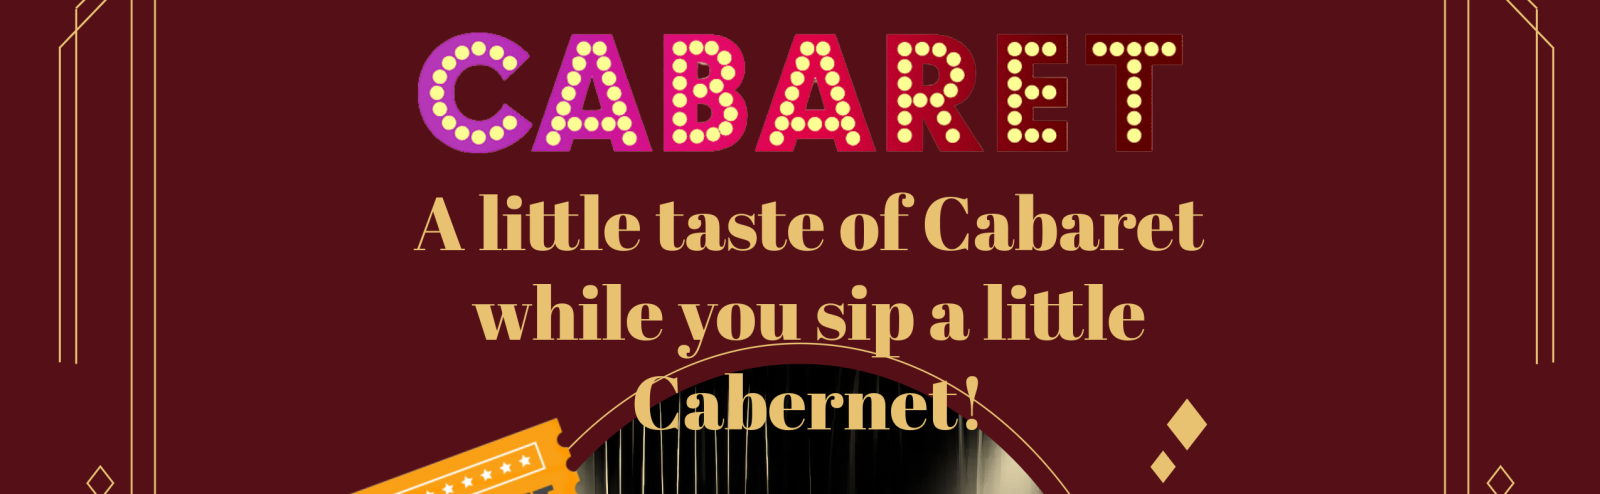 CABARET
A little taste of Cabaret
while you sip a little
Cabernet!